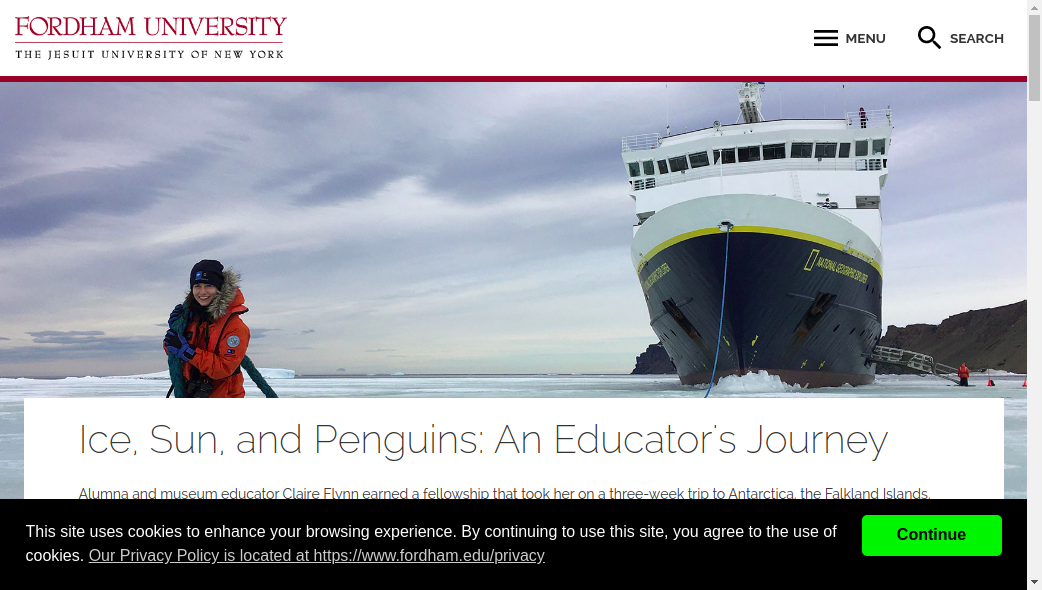 FORDHAM UNIVERSITY
THE JESUIT UNIVERSITY OF NEW YORK
MENU
SEARCH
NATIONAL GEOGRAPHIC EXPLORER
Ice, Sun, and Penguins: An Educator's Journey
Alumna and museum educator Claire Flynn earned a fellowship that took her on a three-week trip to Antarctica, the Falkland Islands,
This site uses cookies to enhance your browsing experience. By continuing to use this site, you agree to the use of
cookies. Our Privacy Policy is located at https://www.fordham.edu/privacy
Continue